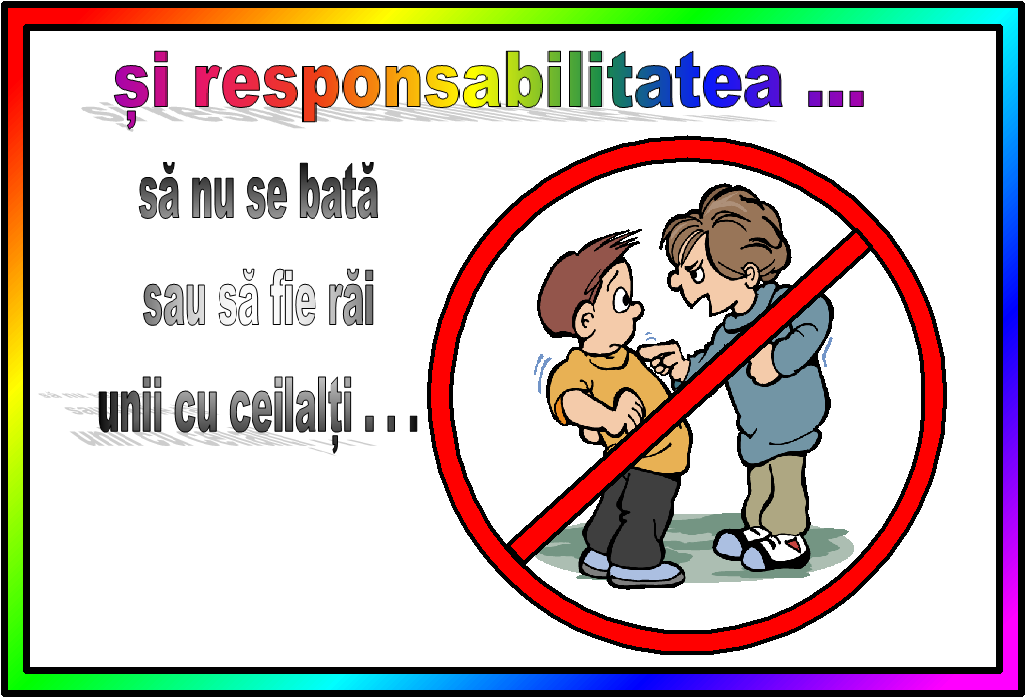 și responsabilitatea ...
să nu se bată
sau să fie răi
unii cu ceilalți . . .